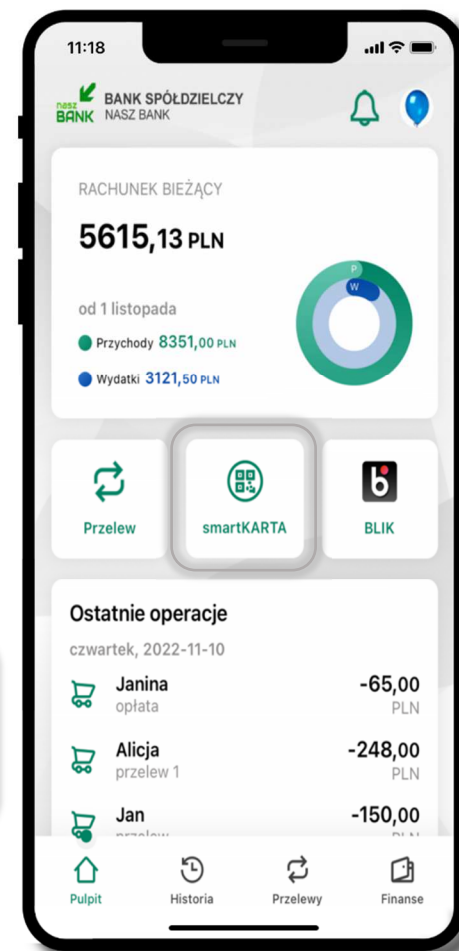 11:18
nasz
BANK
BANK SPÓŁDZIELCZY
NASZ BANK
RACHUNEK BIEŻĄCY
5615,13 PLN
od 1 listopada
Przychody 8351,00 PLN
Wydatki 3121,50 PLN
P
W
Przelew
smartKARTA
BLIK
Ostatnie operacje
czwartek, 2022-11-10
Janina
-65,00
opłata
PLN
Alicja
-248,00
przelew 1
PLN
Jan
-150,00
Pulpit
Historia
Przelewy
Finanse